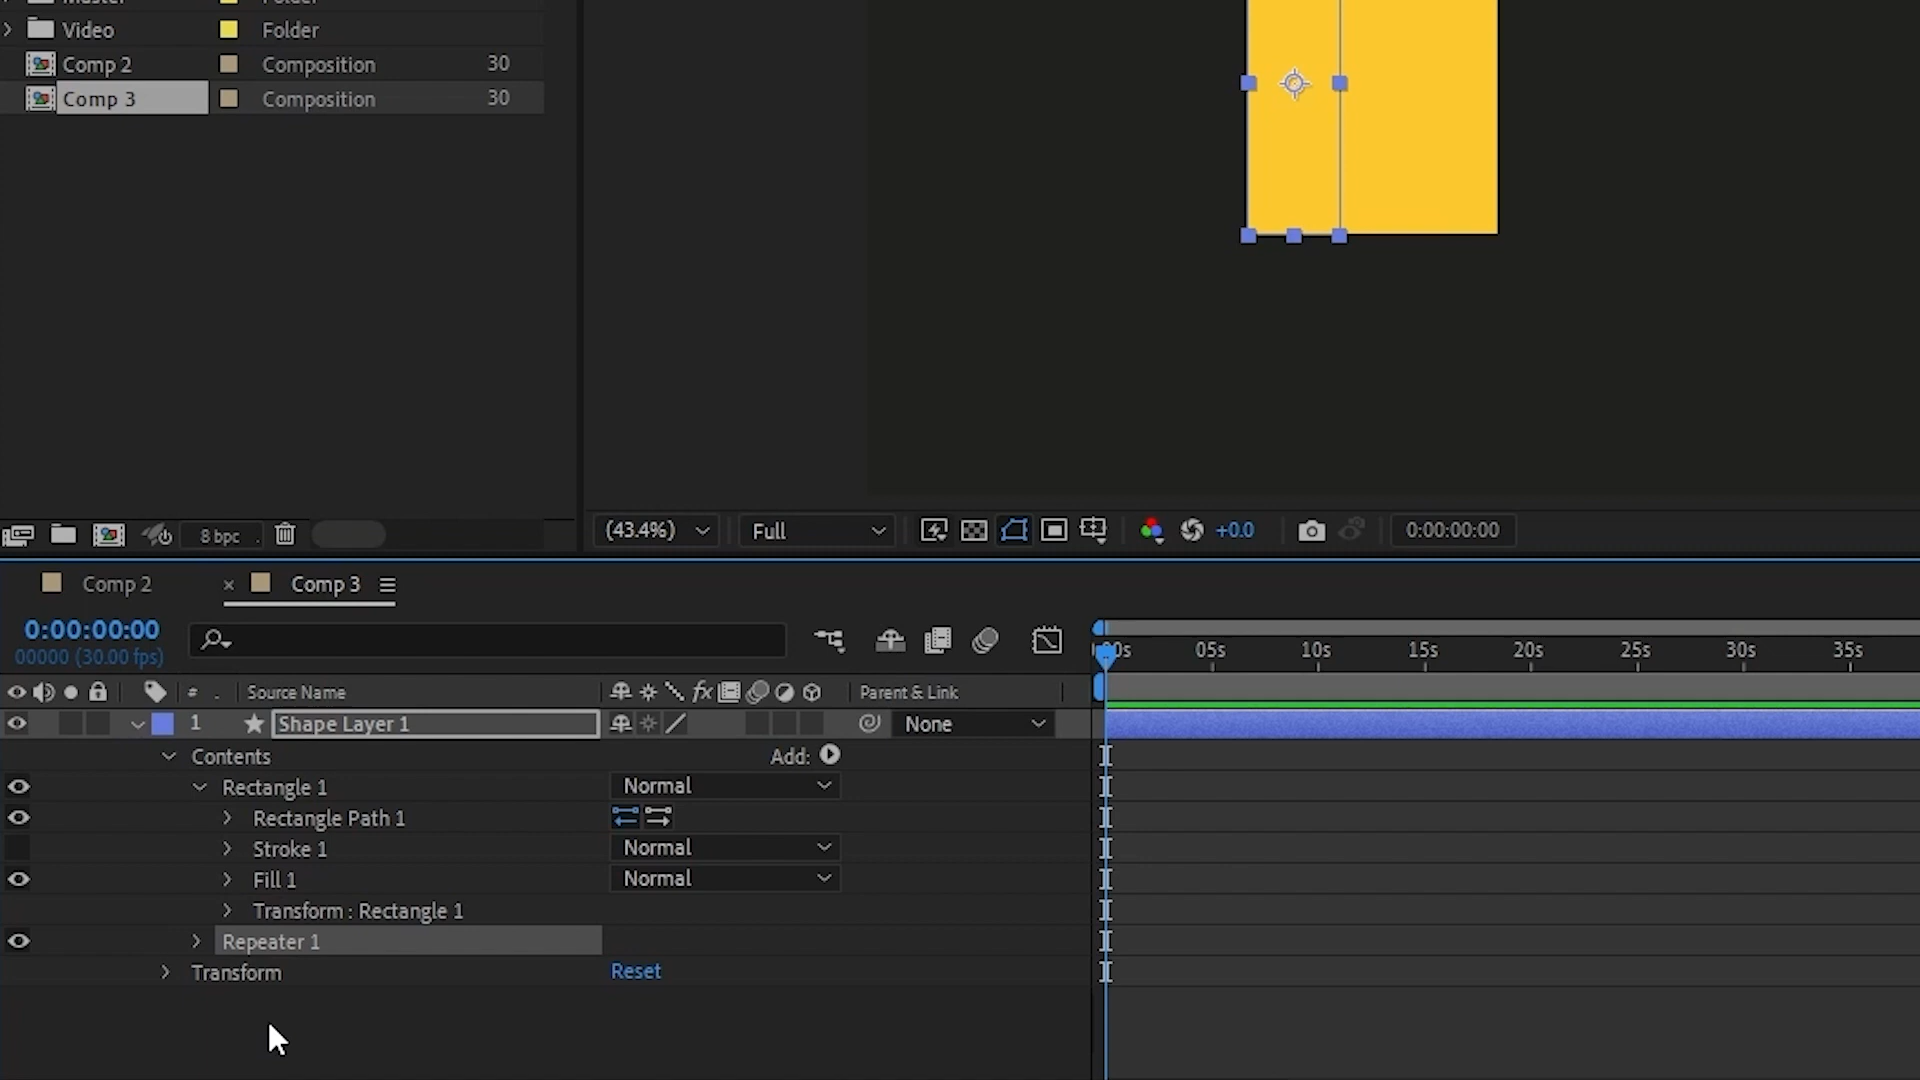 Master Folder
Video Folder
Comp 2 Composition 30
Comp 3 Composition 30
8 bpc
(43.4%) Full +0.0 0:00:00:00
Comp 2 × Comp 3
0:00:00:00
00000 (30.00 fps)
05s 10s 15s 20s 25s 30s 35s
# . Source Name fx Parent & Link
1 Shape Layer 1 None
Contents Add:
Rectangle 1 Normal
Rectangle Path 1
Stroke 1 Normal
Fill 1 Normal
Transform : Rectangle 1
Repeater 1
Transform Reset